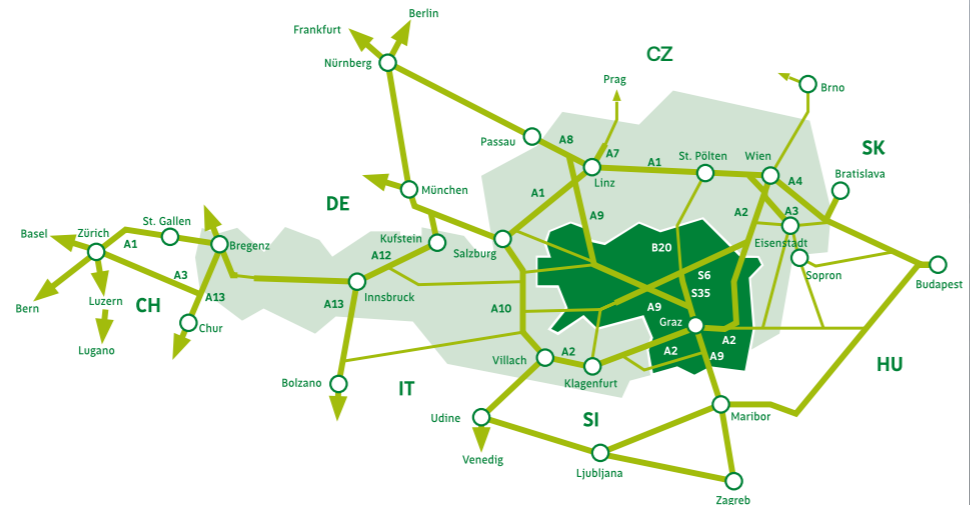 Berlin
Frankfurt
Nürnberg
CZ
Prag
Brno
Passau
A8
A7
St. Pölten
Wien
SK
A1
Linz
A4
Bratislava
München
DE
A1
A9
A2
A3
St. Gallen
Basel
Zürich
A1
Bregenz
Kufstein
A12
Salzburg
B20
Eisenstadt
S6
Sopron
A3
A13
Innsbruck
S35
Budapest
Bern
Luzern
CH
A13
A10
A9
Graz
Chur
Lugano
A2
Villach
A2
A2
A9
Klagenfurt
HU
Bolzano
IT
Udine
SI
Maribor
Venedig
Ljubljana
Zagreb